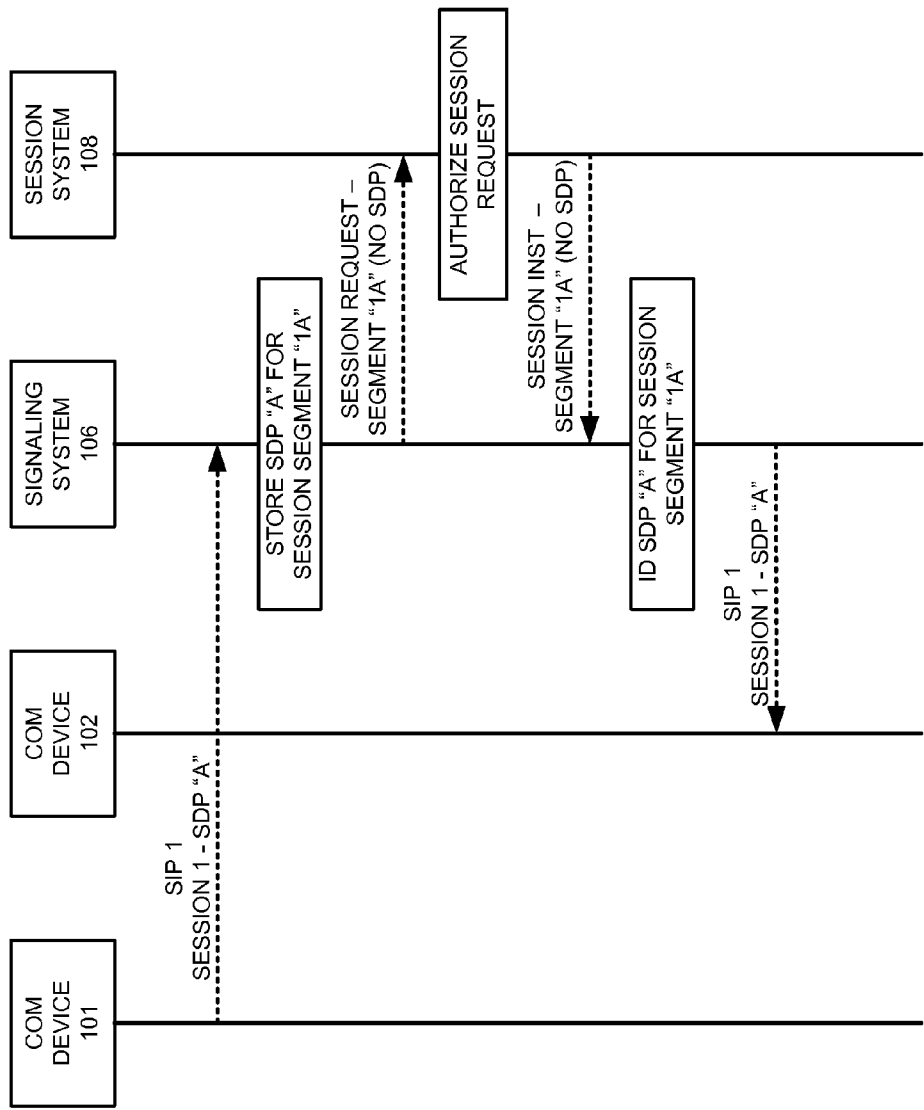 COM
DEVICE
101
COM
DEVICE
102
SIGNALING
SYSTEM
106
SESSION
SYSTEM
108
SIP 1
SESSION 1 - SDP “A”
STORE SDP “A” FOR
SESSION SEGMENT “1A”
SESSION REQUEST –
SEGMENT “1A” (NO SDP)
AUTHORIZE SESSION
REQUEST
SESSION INST –
SEGMENT “1A” (NO SDP)
ID SDP “A” FOR SESSION
SEGMENT “1A”
SIP 1
SESSION 1 - SDP “A”